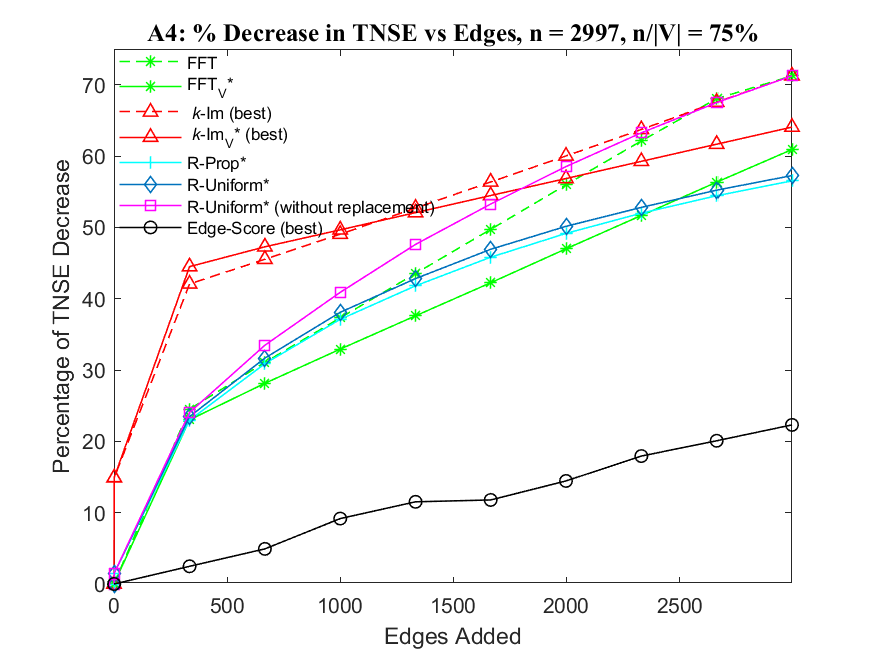 A4: % Decrease in TNSE vs Edges, n = 2997, n/|V| = 75%
Percentage of TNSE Decrease
70
60
50
40
30
20
10
0
FFT
FFT_V*
k-Im (best)
k-Im_V* (best)
R-Prop*
R-Uniform*
R-Uniform* (without replacement)
Edge-Score (best)
0 500 1000 1500 2000 2500
Edges Added